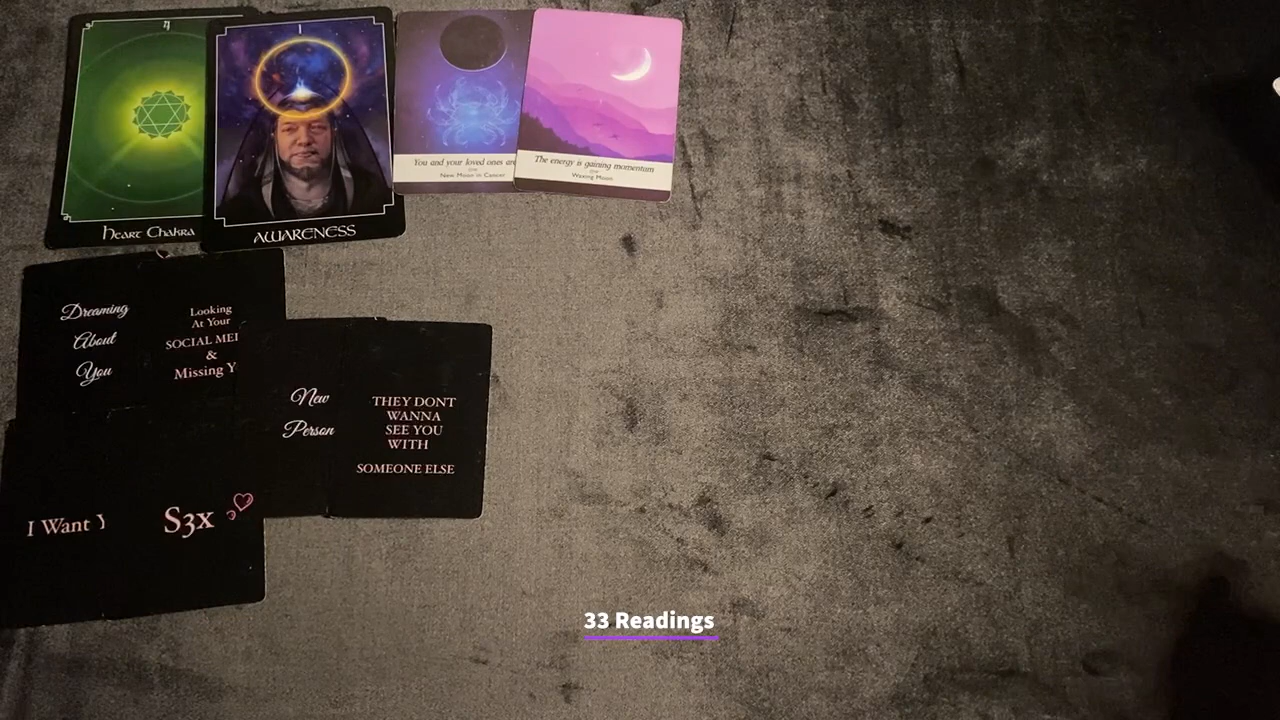 Heart Chakra
1
AWARENESS
You and your loved ones
New Moon in Cancer
The energy is gaining momentum
Waxing Moon
Dreaming
About
You
Looking
At Your
SOCIAL
&
Missing
New
Person
THEY DONT
WANNA
SEE YOU
WITH
SOMEONE ELSE
I Want
S3x
33 Readings